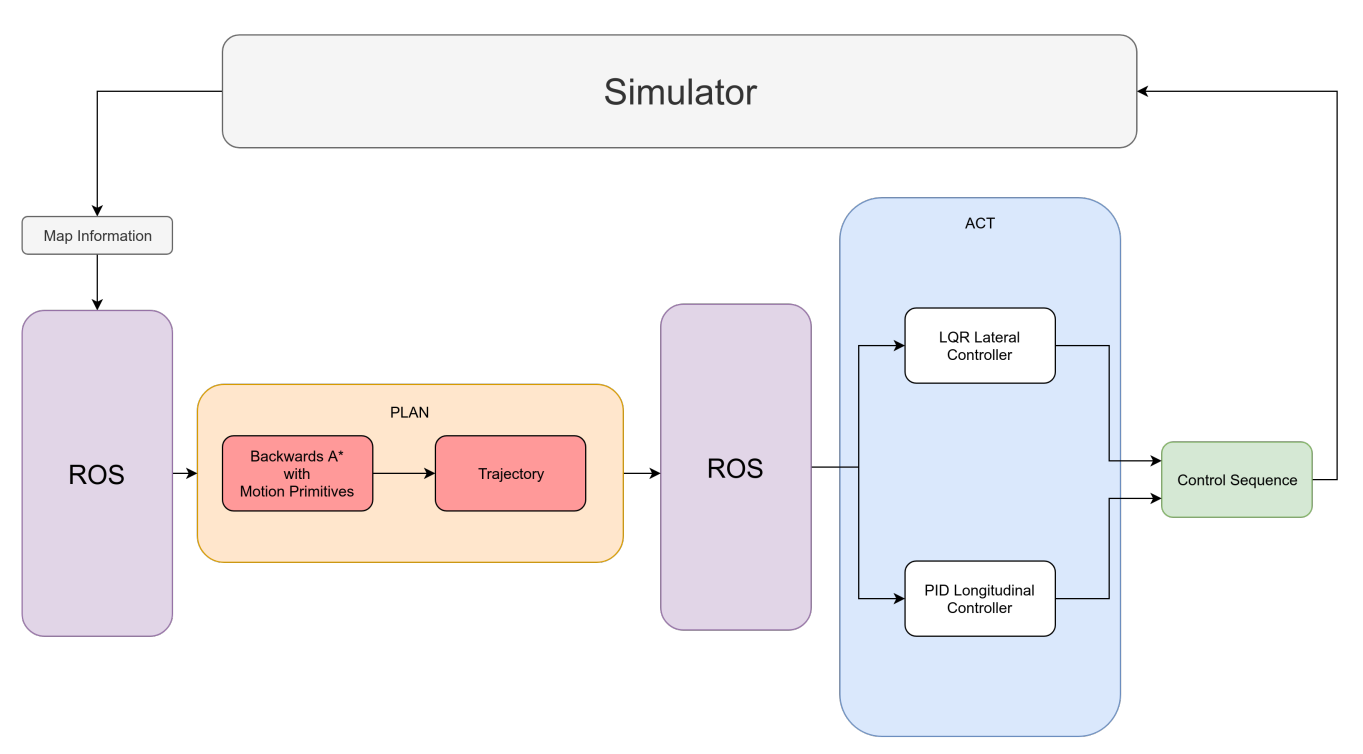 Simulator
Map Information
ROS
PLAN
Backwards A*
with
Motion Primitives
Trajectory
ROS
ACT
LQR Lateral
Controller
PID Longitudinal
Controller
Control Sequence